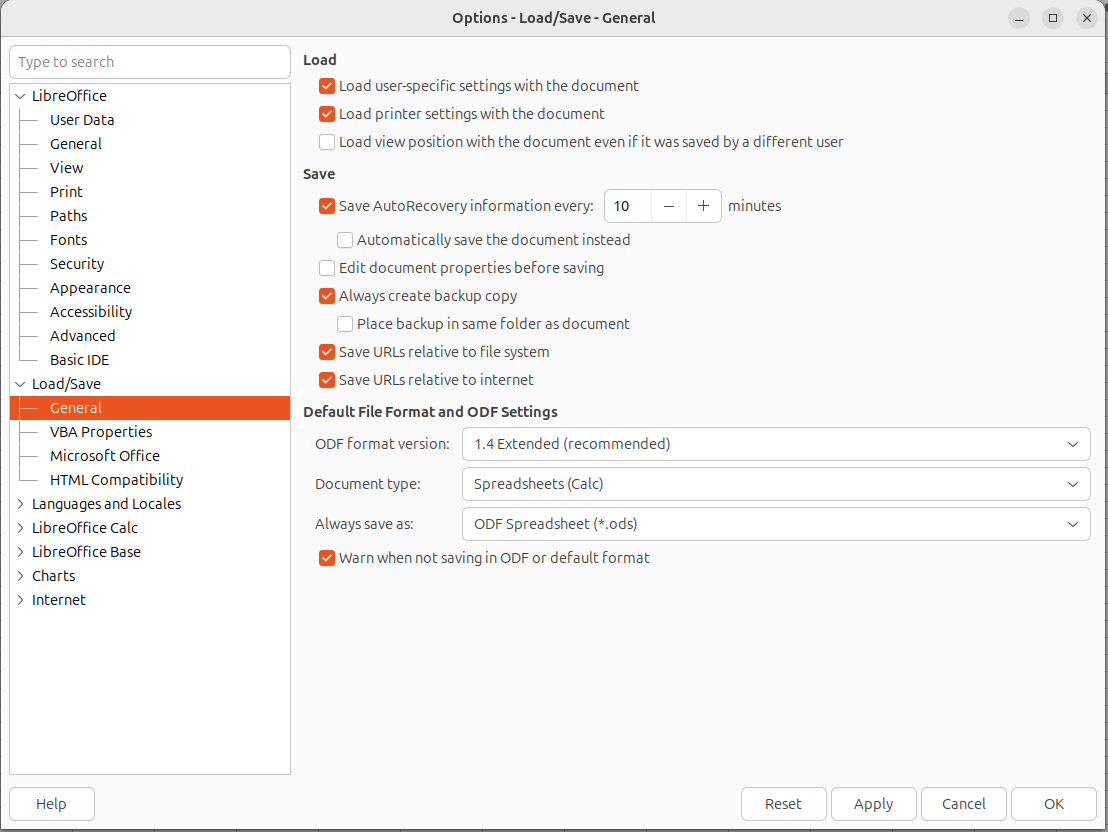 Options - Load/Save - General
Type to search
LibreOffice
User Data
General
View
Print
Paths
Fonts
Security
Appearance
Accessibility
Advanced
Basic IDE
Load/Save
General
VBA Properties
Microsoft Office
HTML Compatibility
Languages and Locales
LibreOffice Calc
LibreOffice Base
Charts
Internet
Load
Load user-specific settings with the document
Load printer settings with the document
Load view position with the document even if it was saved by a different user
Save
Save AutoRecovery information every: 10 minutes
Automatically save the document instead
Edit document properties before saving
Always create backup copy
Place backup in same folder as document
Save URLs relative to file system
Save URLs relative to internet
Default File Format and ODF Settings
ODF format version: 1.4 Extended (recommended)
Document type: Spreadsheets (Calc)
Always save as: ODF Spreadsheet (*.ods)
Warn when not saving in ODF or default format
Help Reset Apply Cancel OK